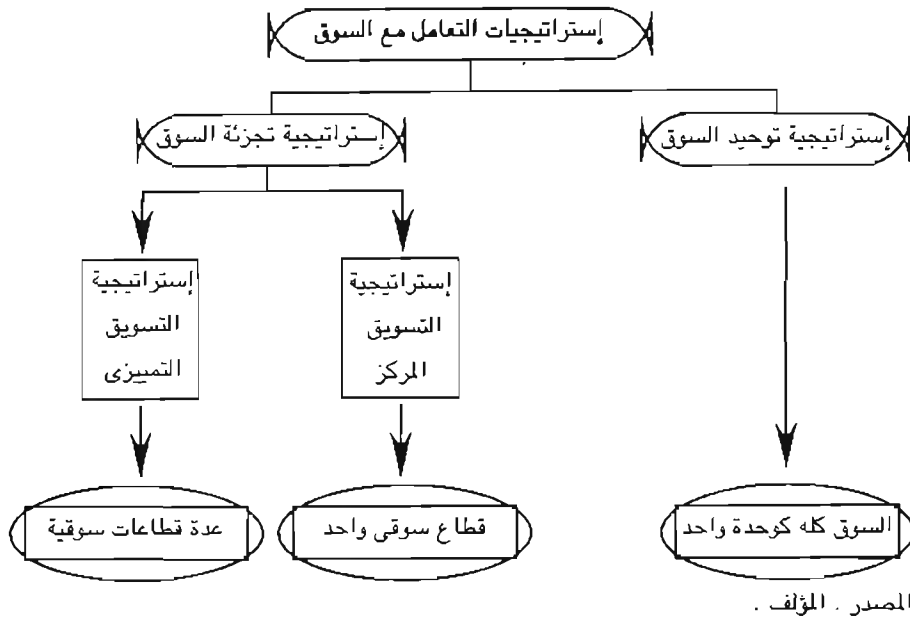 إستراتيجيات التعامل مع السوق
إستراتيجية توحيد السوق
إستراتيجية تجزئة السوق
إستراتيجية
التسويق
المركز
إستراتيجية
التسويق
التمييزى
السوق كله كوحدة واحد
قطاع سوقى واحد
عدة قطاعات سوقية
المصدر . المؤلف .